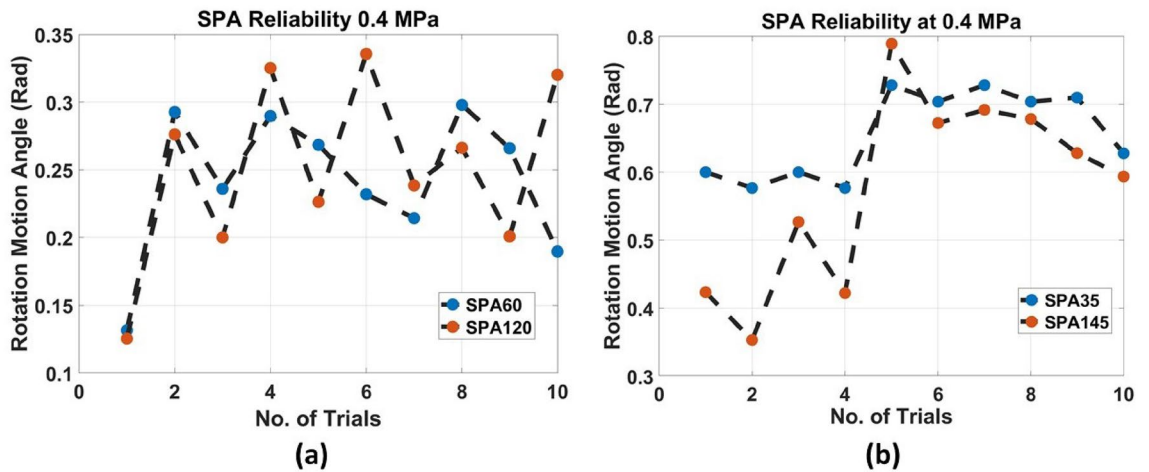 SPA Reliability 0.4 MPa
Rotation Motion Angle (Rad)
0.35
0.3
0.25
0.2
0.15
0.1
0 2 4 6 8 10
No. of Trials
SPA60
SPA120
(a)
SPA Reliability at 0.4 MPa
Rotation Motion Angle (Rad)
0.8
0.7
0.6
0.5
0.4
0.3
0 2 4 6 8 10
No. of Trials
SPA35
SPA145
(b)